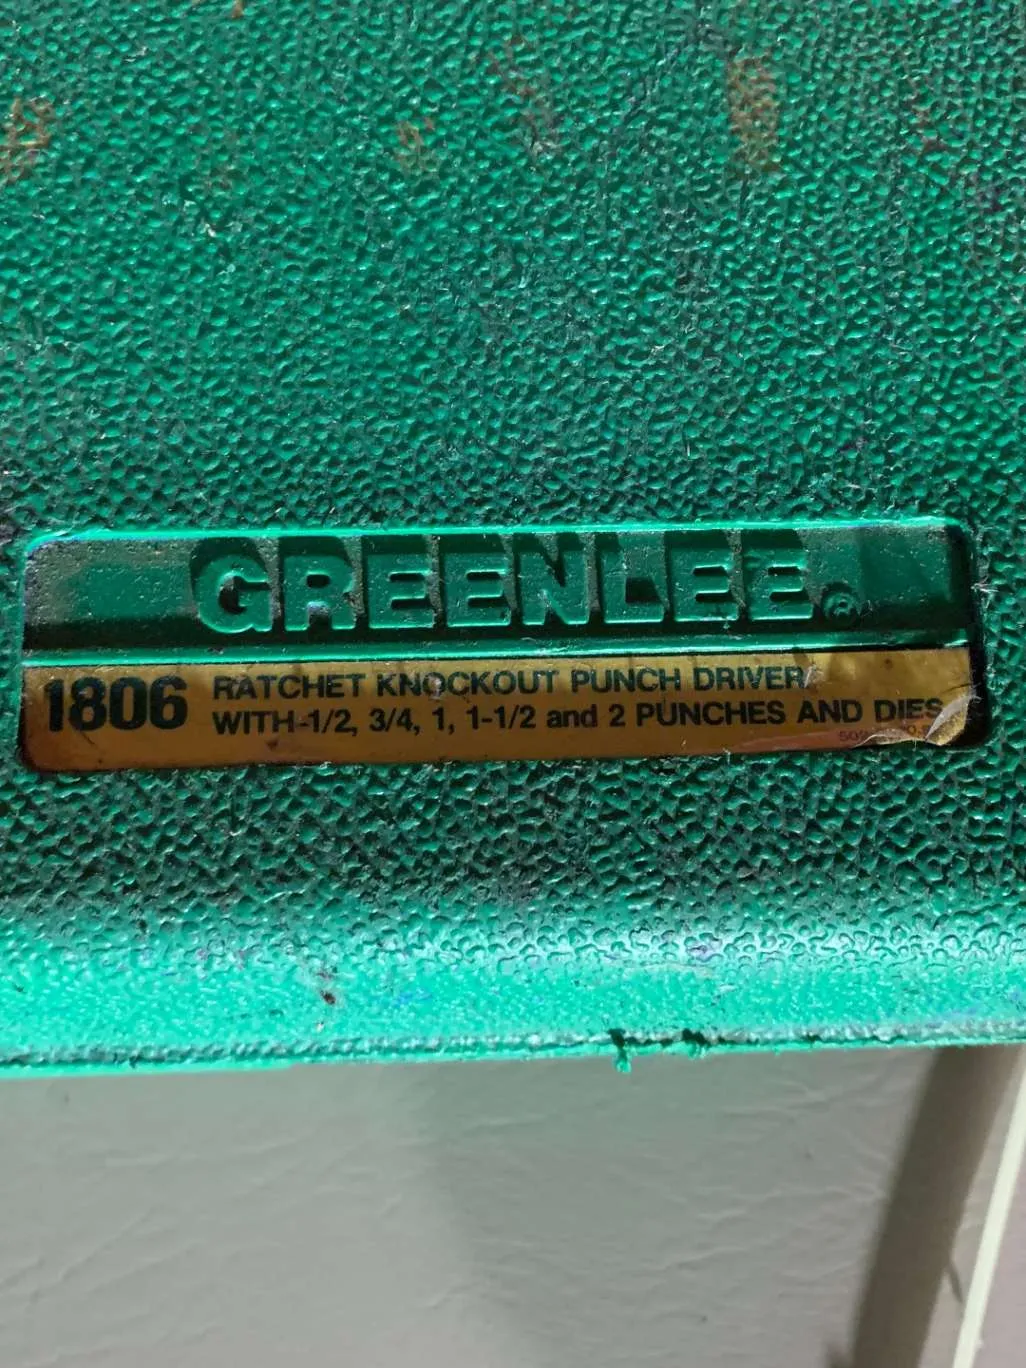 GREENLEE®
1806 RATCHET KNOCKOUT PUNCH DRIVER
WITH 1/2, 3/4, 1, 1-1/2 and 2 PUNCHES AND DIES